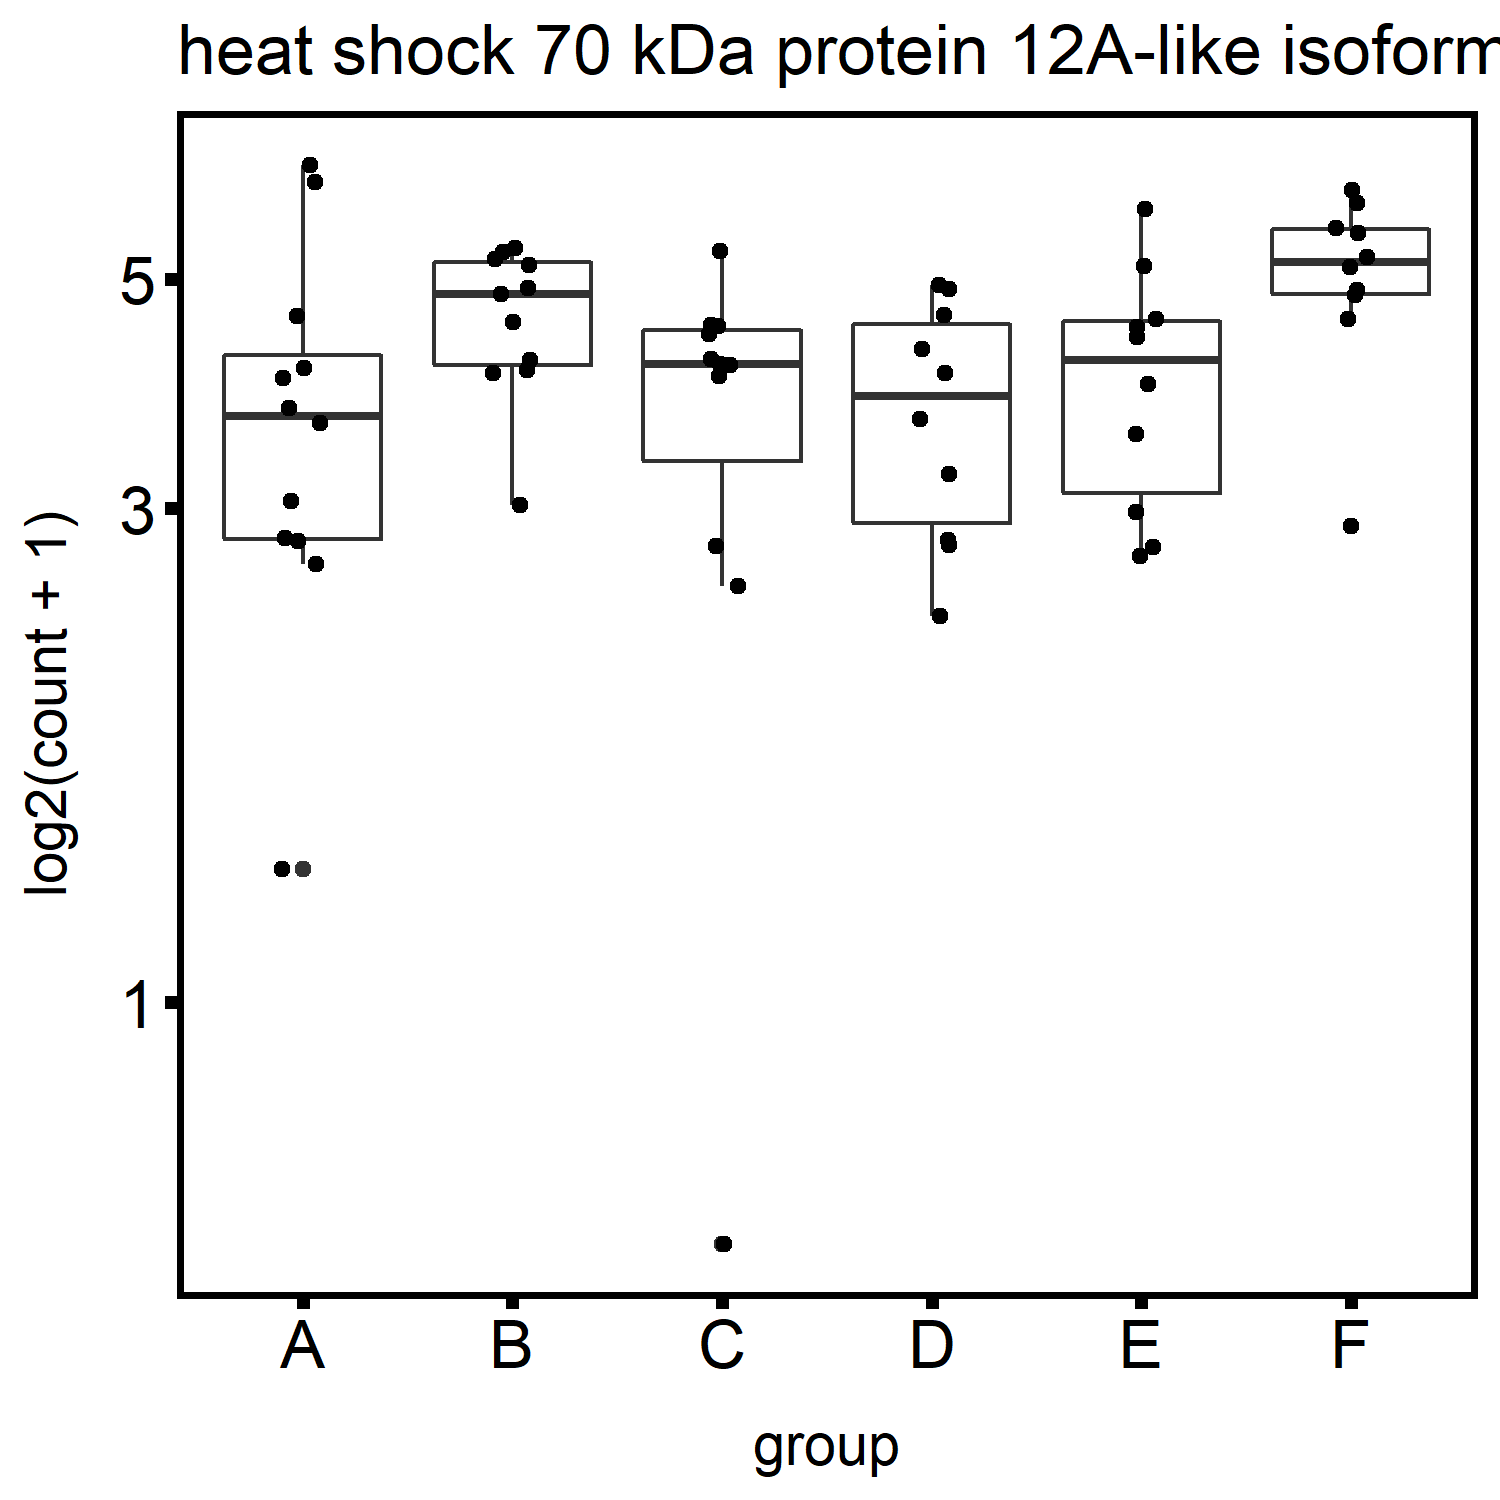 heat shock 70 kDa protein 12A-like isoform
log2(count + 1)
5
3
1
A B C D E F
group